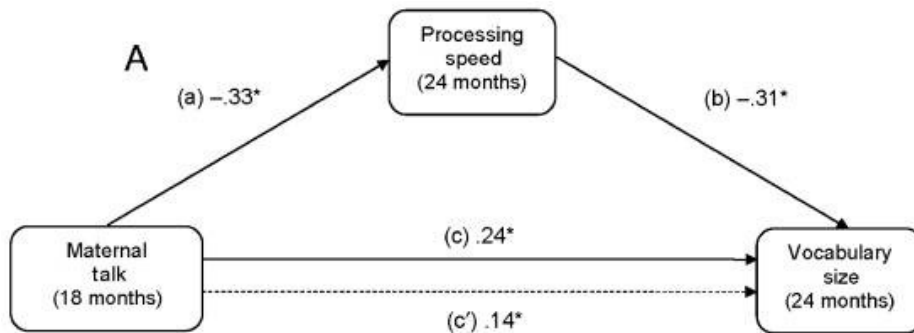 A
Processing
speed
(24 months)
(a) –.33*
(b) –.31*
Maternal
talk
(18 months)
(c) .24*
(c′) .14*
Vocabulary
size
(24 months)